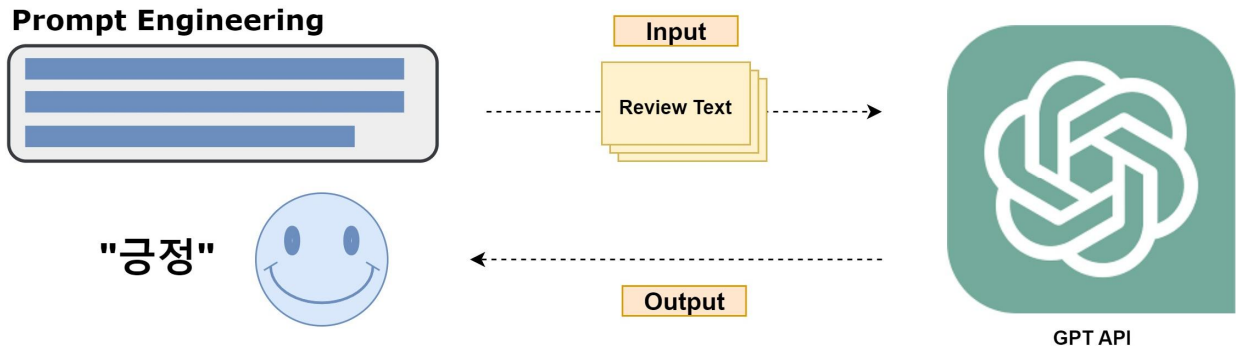 Prompt Engineering
Input
Review Text
"긍정"
Output
GPT API